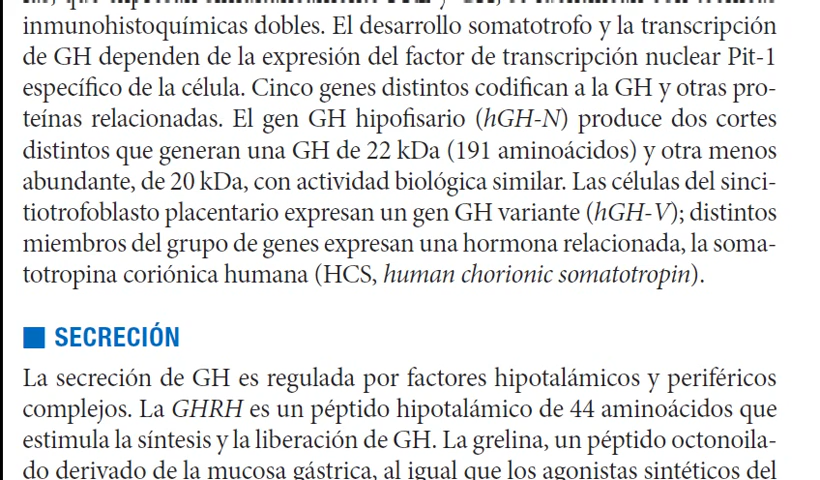 inmunohistoquímicas dobles. El desarrollo somatotrofo y la transcripción
de GH dependen de la expresión del factor de transcripción nuclear Pit-1
específico de la célula. Cinco genes distintos codifican a la GH y otras pro-
teínas relacionadas. El gen GH hipofisario (hGH-N) produce dos cortes
distintos que generan una GH de 22 kDa (191 aminoácidos) y otra menos
abundante, de 20 kDa, con actividad biológica similar. Las células del sinci-
tiotrofoblasto placentario expresan un gen GH variante (hGH-V); distintos
miembros del grupo de genes expresan una hormona relacionada, la soma-
totropina coriónica humana (HCS, human chorionic somatotropin).
SECRECIÓN
La secreción de GH es regulada por factores hipotalámicos y periféricos
complejos. La GHRH es un péptido hipotalámico de 44 aminoácidos que
estimula la síntesis y la liberación de GH. La grelina, un péptido octonoila-
do derivado de la mucosa gástrica, al igual que los agonistas sintéticos del